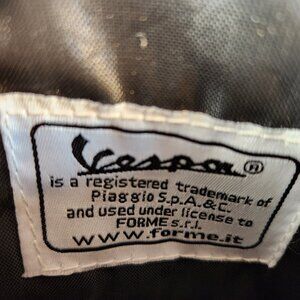 Vespa®
is a registered trademark of
Piaggio S.p.A.&C.
and used under license to
FORME s.r.l.
www.forme.it